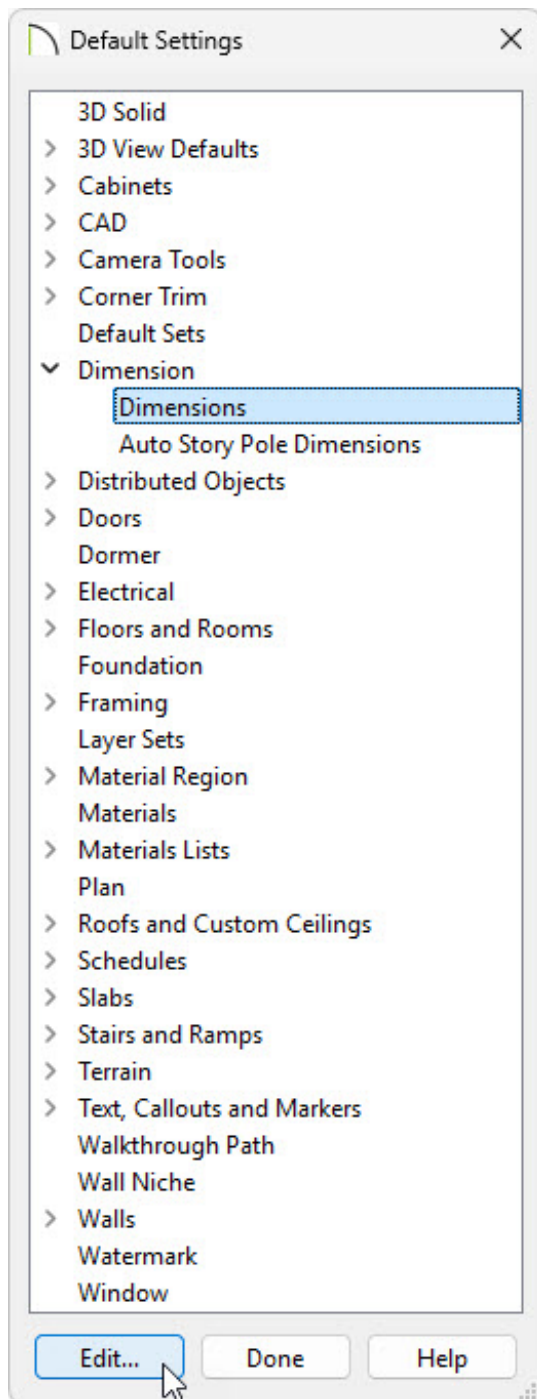 Default Settings
3D Solid
3D View Defaults
Cabinets
CAD
Camera Tools
Corner Trim
Default Sets
Dimension
Dimensions
Auto Story Pole Dimensions
Distributed Objects
Doors
Dormer
Electrical
Floors and Rooms
Foundation
Framing
Layer Sets
Material Region
Materials
Materials Lists
Plan
Roofs and Custom Ceilings
Schedules
Slabs
Stairs and Ramps
Terrain
Text, Callouts and Markers
Walkthrough Path
Wall Niche
Walls
Watermark
Window
Edit... Done Help